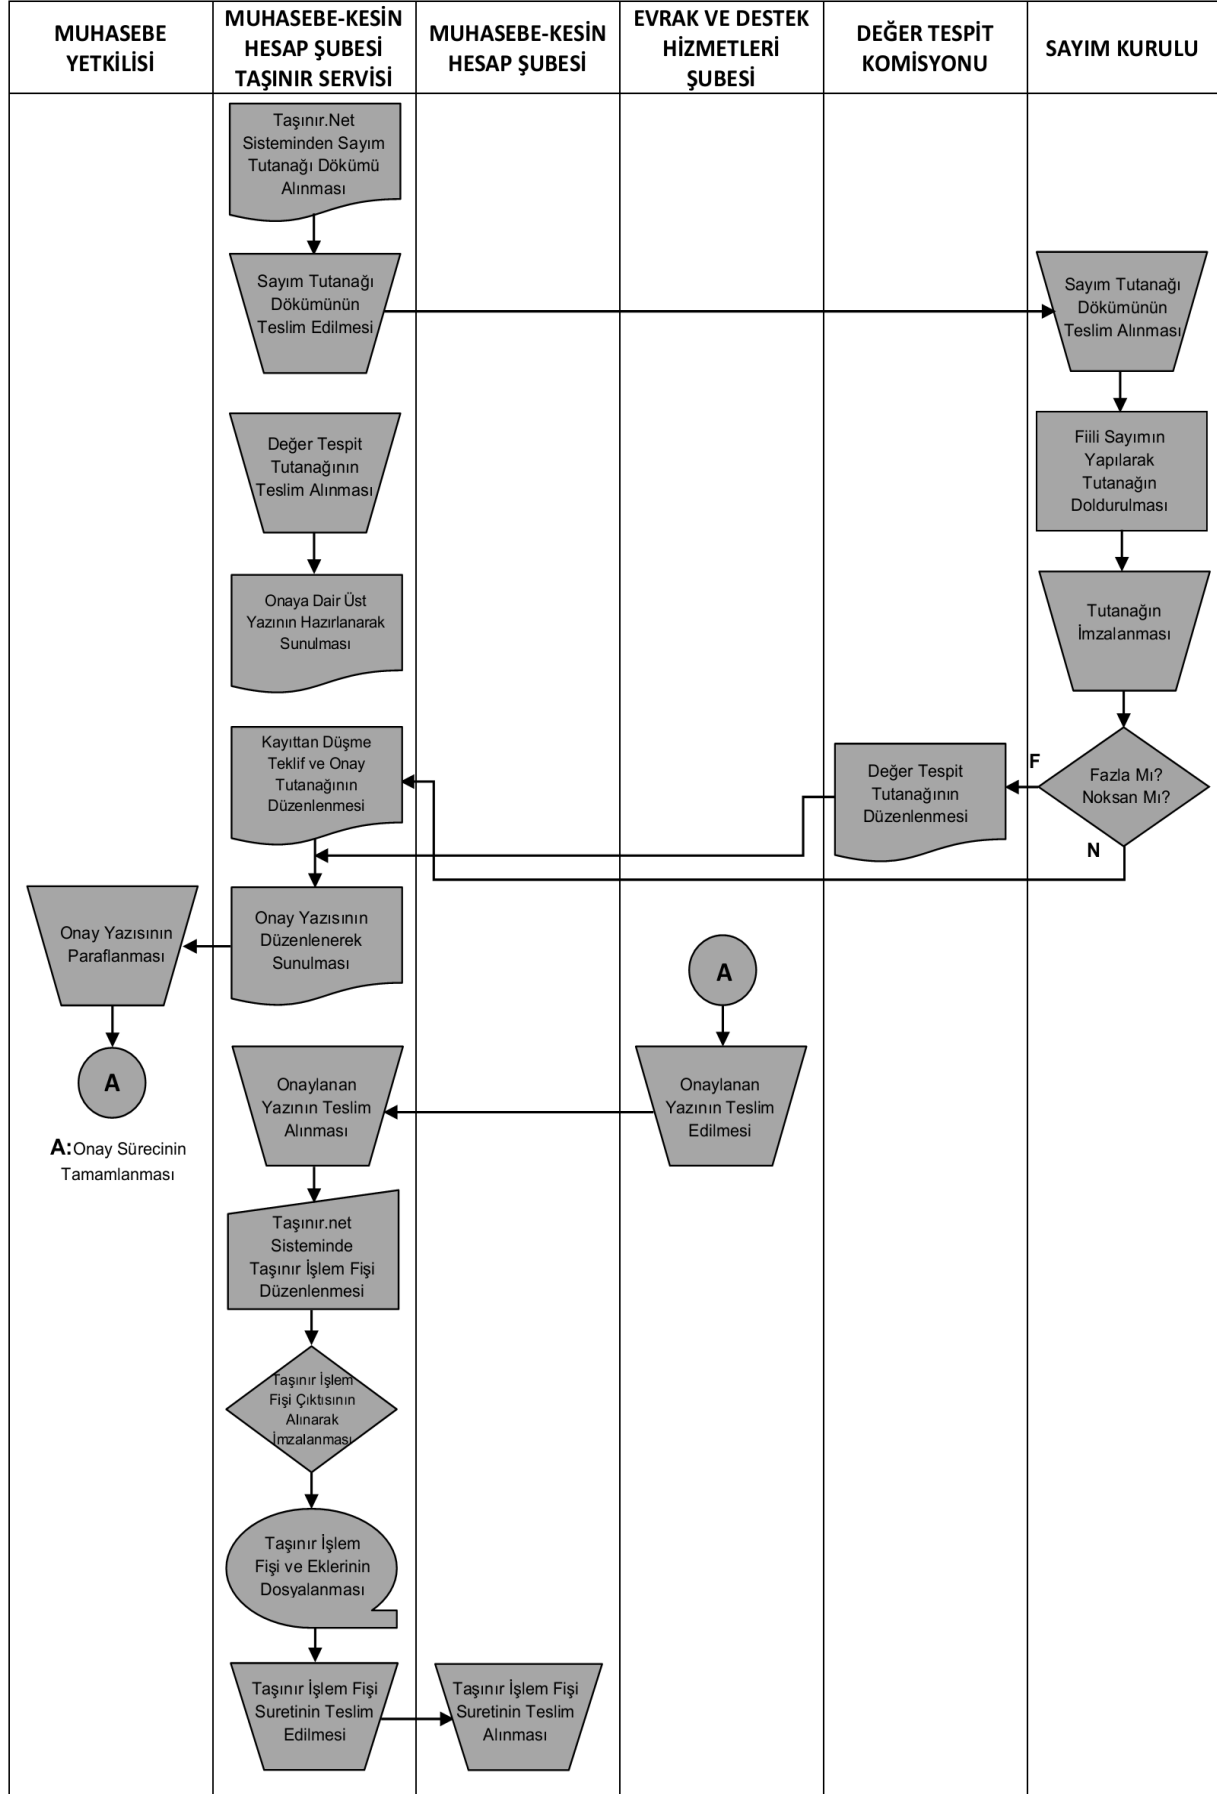 MUHASEBE
YETKİLİSİ
MUHASEBE-KESİN
HESAP ŞUBESİ
TAŞINIR SERVİSİ
MUHASEBE-KESİN
HESAP ŞUBESİ
EVRAK VE DESTEK
HİZMETLERİ
ŞUBESİ
DEĞER TESPİT
KOMİSYONU
SAYIM KURULU
Taşınır.Net
Sisteminden Sayım
Tutanağı Dökümü
Alınması
Sayım Tutanağı
Dökümünün
Teslim Edilmesi
Sayım Tutanağı
Dökümünün
Teslim Alınması
Değer Tespit
Tutanağının
Teslim Alınması
Fiili Sayımın
Yapılarak
Tutanağın
Doldurulması
Onaya Dair Üst
Yazının Hazırlanarak
Sunulması
Tutanağın
İmzalanması
Kayıttan Düşme
Teklif ve Onay
Tutanağının
Düzenlenmesi
Değer Tespit
Tutanağının
Düzenlenmesi
F
Fazla Mı?
Noksan Mı?
N
Onay Yazısının
Paraflanması
Onay Yazısının
Düzenlenerek
Sunulması
A
A
A:Onay Sürecinin
Tamamlanması
Onaylanan
Yazının Teslim
Alınması
Onaylanan
Yazının Teslim
Edilmesi
Taşınır.net
Sisteminde
Taşınır İşlem Fişi
Düzenlenmesi
Taşınır İşlem
Fişi Çıktısının
Alınarak
İmzalanması
Taşınır İşlem
Fişi ve Eklerinin
Dosyalanması
Taşınır İşlem Fişi
Suretinin Teslim
Edilmesi
Taşınır İşlem Fişi
Suretinin Teslim
Alınması